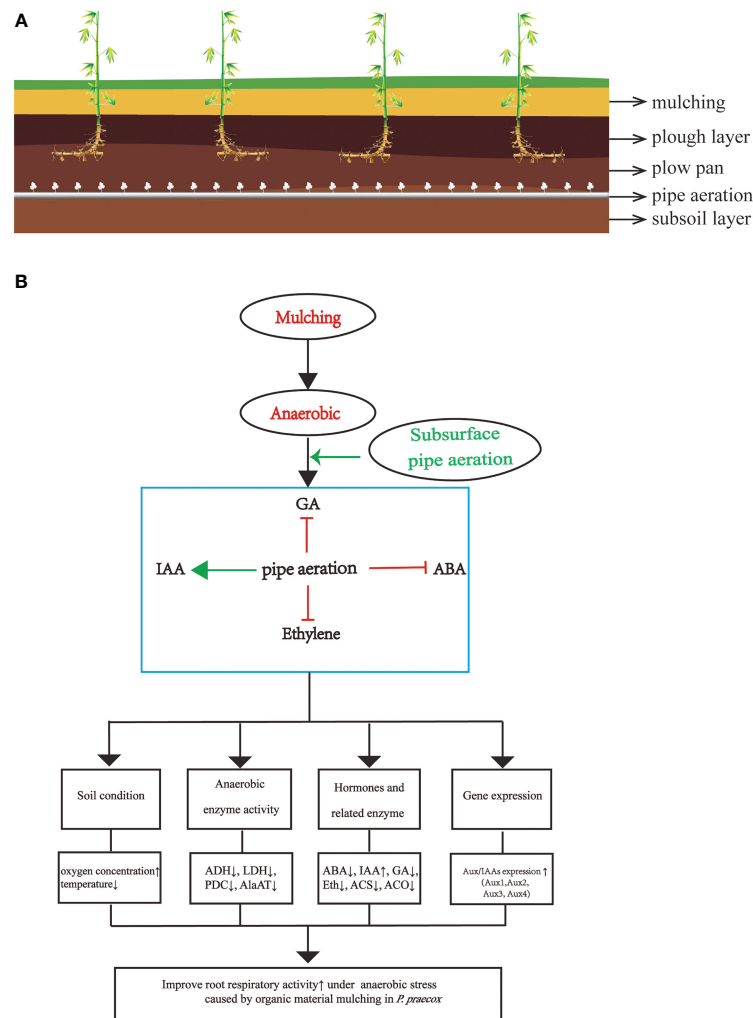 A
mulching
plough layer
plow pan
pipe aeration
subsoil layer
B
Mulching
Anaerobic
Subsurface
pipe aeration
GA
IAA
pipe aeration
ABA
Ethylene
Soil condition
Anaerobic
enzyme activity
Hormones and
related enzyme
Gene expression
oxygen concentration↑
temperature↓
ADH↓, LDH↓,
PDC↓, AlaAT↓
ABA↓, IAA↑, GA↓,
Eth↓, ACS↓, ACO↓
Aux/IAAs expression ↑
(Aux1,Aux2,
Aux3, Aux4)
Improve root respiratory activity↑ under anaerobic stress
caused by organic material mulching in P. praecox